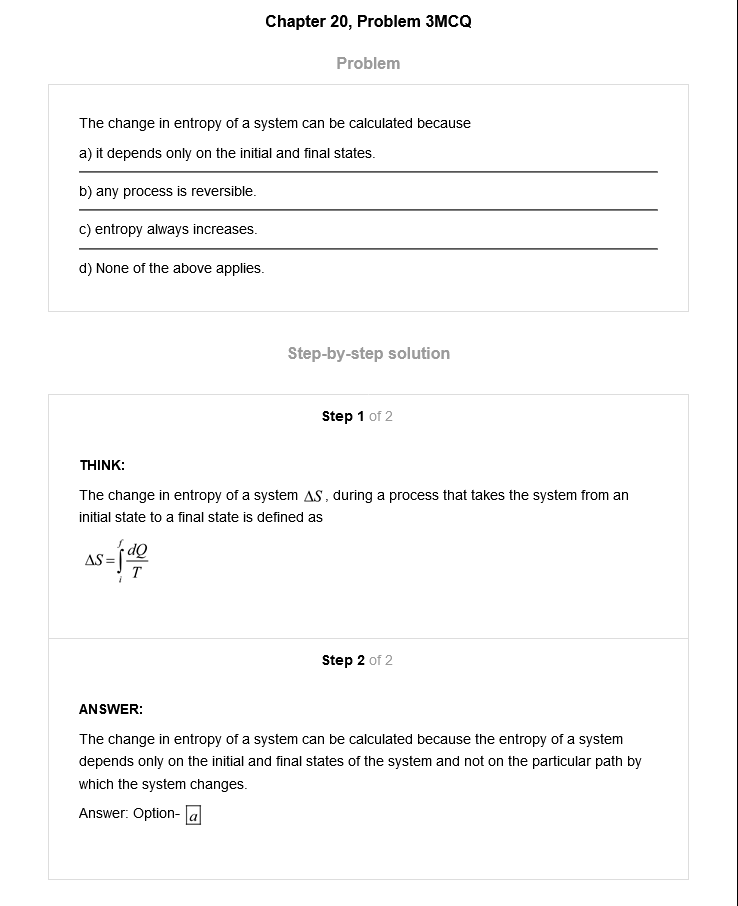 Chapter 20, Problem 3MCQ
Problem
The change in entropy of a system can be calculated because
a) it depends only on the initial and final states.
b) any process is reversible.
c) entropy always increases.
d) None of the above applies.
Step-by-step solution
Step 1 of 2
THINK:
The change in entropy of a system ΔS, during a process that takes the system from an
initial state to a final state is defined as
ΔS = ∫_i^f dQ/T
Step 2 of 2
ANSWER:
The change in entropy of a system can be calculated because the entropy of a system
depends only on the initial and final states of the system and not on the particular path by
which the system changes.
Answer: Option- a